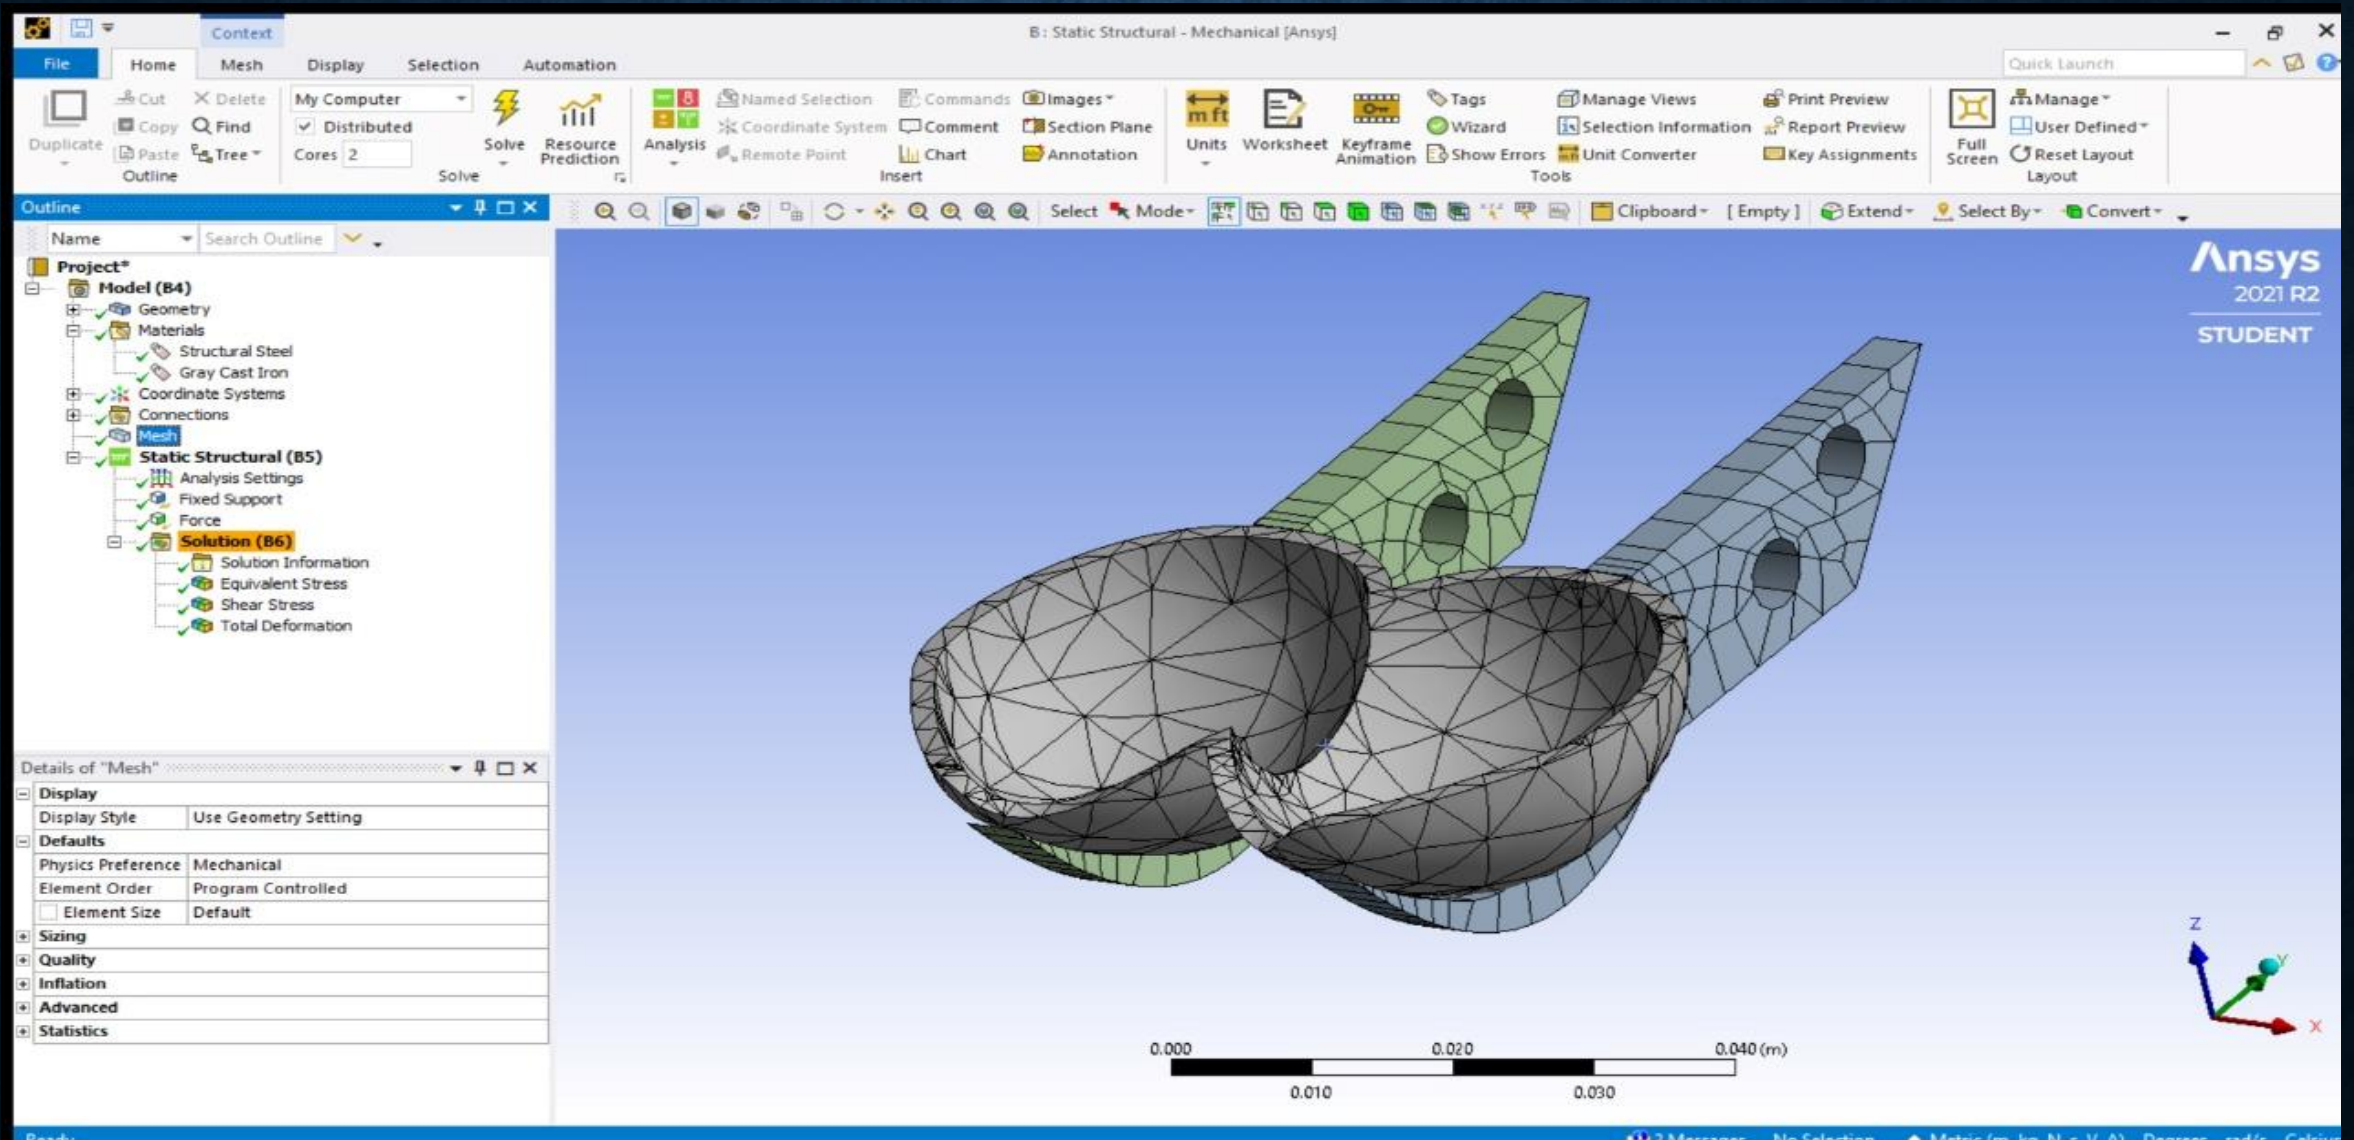 Context
B: Static Structural - Mechanical [Ansys]
File Home Mesh Display Selection Automation
Quick Launch
Duplicate
Cut
Copy
Paste
Delete
Find
Tree
Outline
My Computer
Distributed
Cores 2
Solve
Resource Prediction
Solve
Analysis
Named Selection
Coordinate System
Remote Point
Commands
Comment
Chart
Images
Section Plane
Annotation
Insert
mft
Units
Worksheet
Keyframe Animation
Tags
Wizard
Show Errors
Manage Views
Selection Information
Unit Converter
Print Preview
Report Preview
Key Assignments
Tools
Full Screen
Manage
User Defined
Reset Layout
Layout
Outline
Select Mode Clipboard [Empty] Extend Select By Convert
Name Search Outline
Project*
Model (B4)
Geometry
Materials
Structural Steel
Gray Cast Iron
Coordinate Systems
Connections
Mesh
Static Structural (B5)
Analysis Settings
Fixed Support
Force
Solution (B6)
Solution Information
Equivalent Stress
Shear Stress
Total Deformation
Details of "Mesh"
Display
Display Style Use Geometry Setting
Defaults
Physics Preference Mechanical
Element Order Program Controlled
Element Size Default
Sizing
Quality
Inflation
Advanced
Statistics
Ansys
2021 R2
STUDENT
Z
Y
X
0.000 0.020 0.040 (m)
0.010 0.030